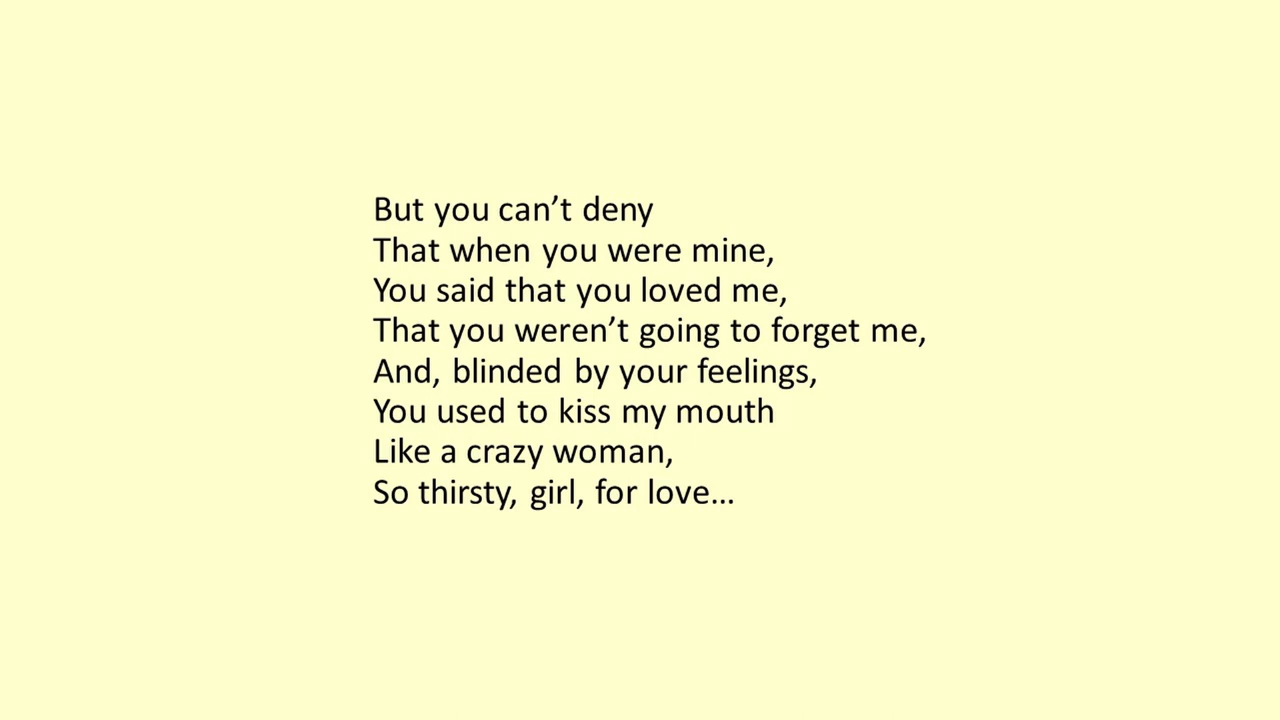 But you can’t deny
That when you were mine,
You said that you loved me,
That you weren’t going to forget me,
And, blinded by your feelings,
You used to kiss my mouth
Like a crazy woman,
So thirsty, girl, for love…